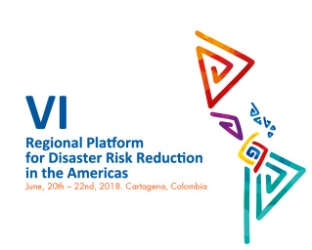 VI
Regional Platform
for Disaster Risk Reduction
in the Americas
June, 20th – 22nd, 2018. Cartagena, Colombia